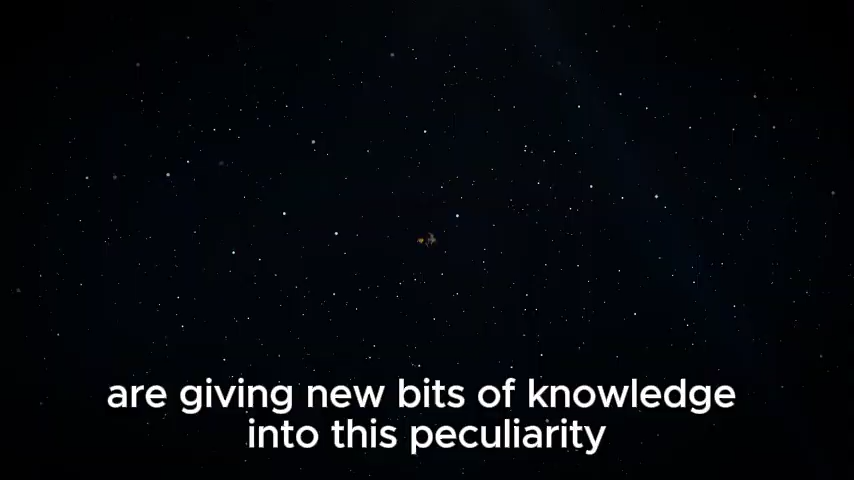 are giving new bits of knowledge
into this peculiarity